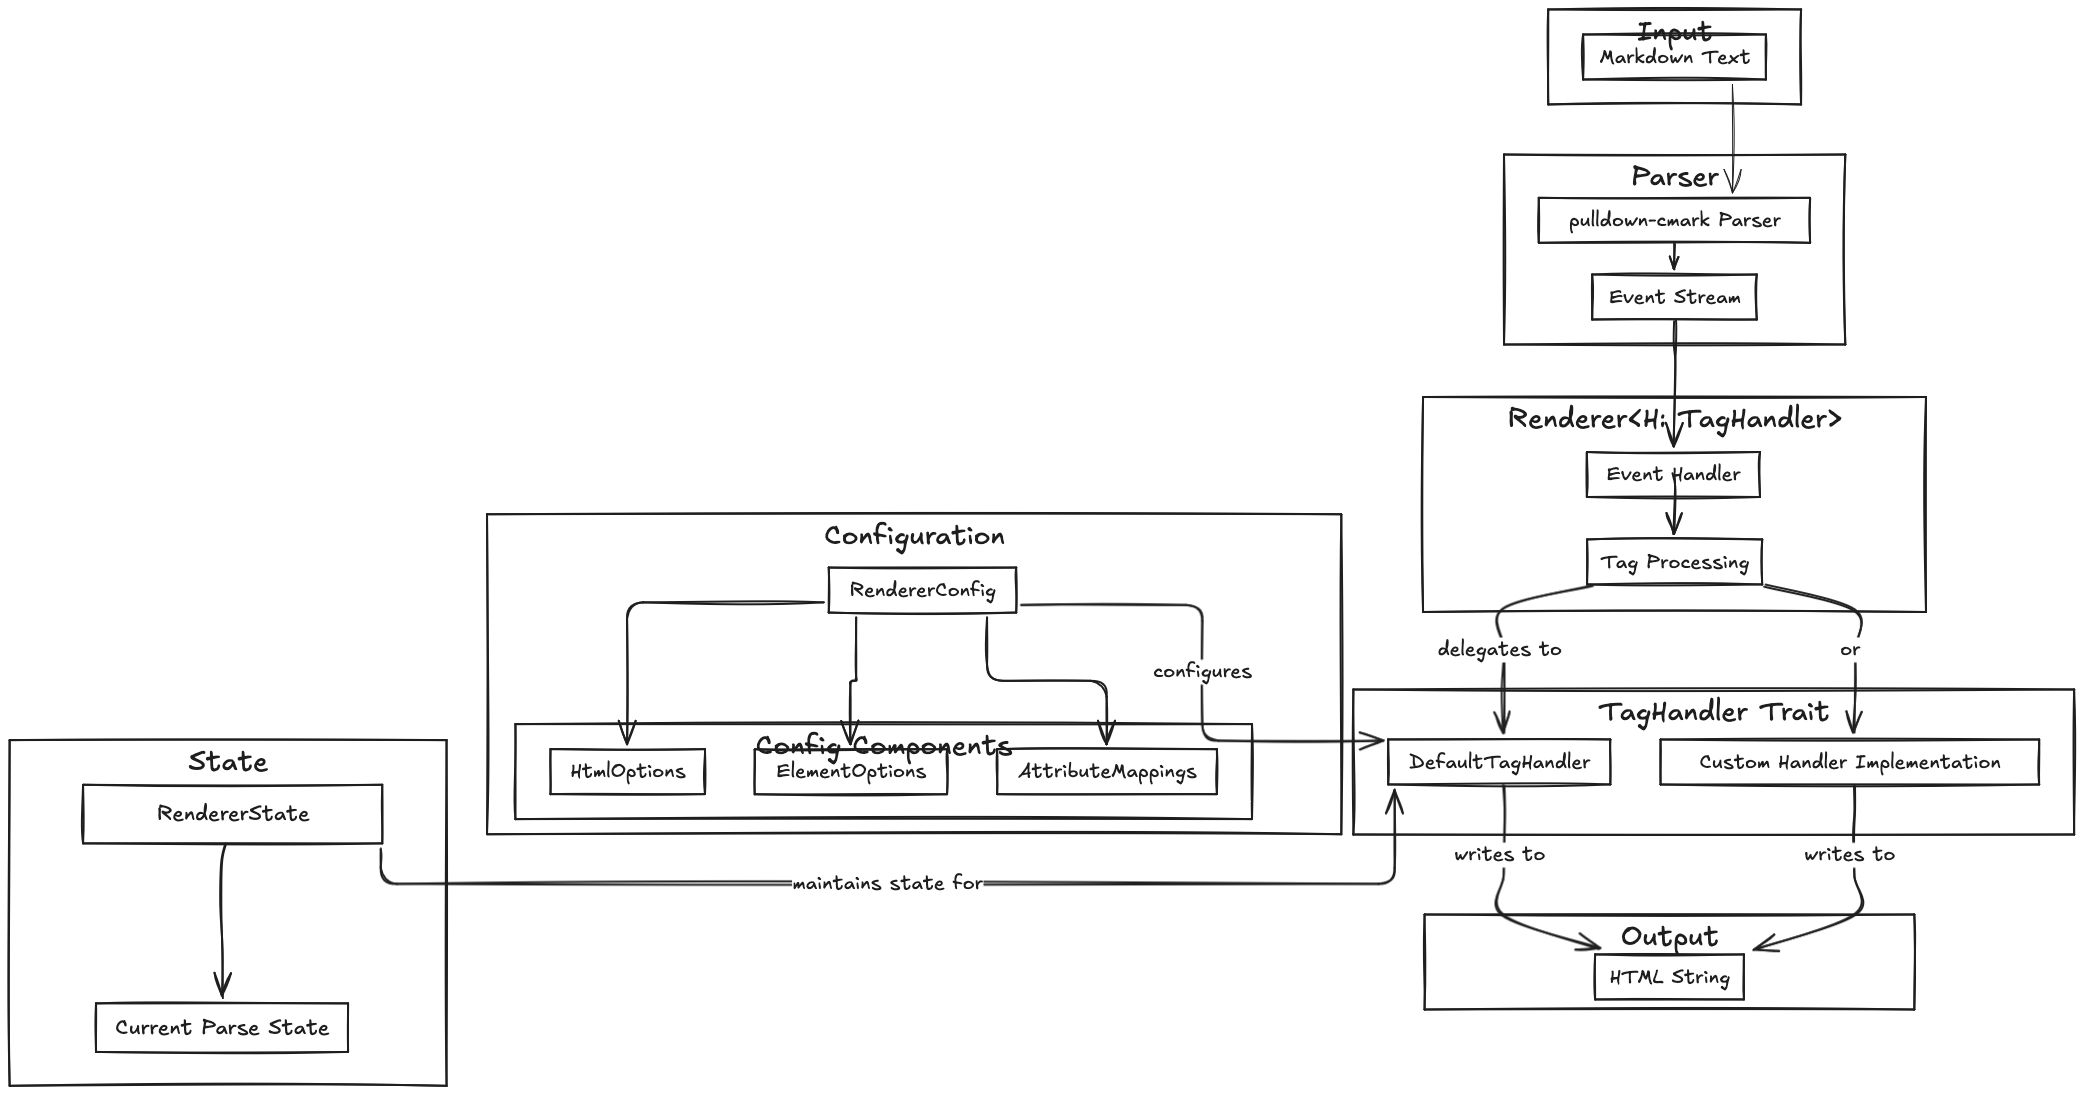 Input
Markdown Text
Parser
pulldown-cmark Parser
Event Stream
Renderer<H: TagHandler>
Event Handler
Tag Processing
delegates to
or
Configuration
RendererConfig
configures
Config Components
HtmlOptions
ElementOptions
AttributeMappings
TagHandler Trait
DefaultTagHandler
Custom Handler Implementation
State
RendererState
maintains state for
Current Parse State
writes to
writes to
Output
HTML String